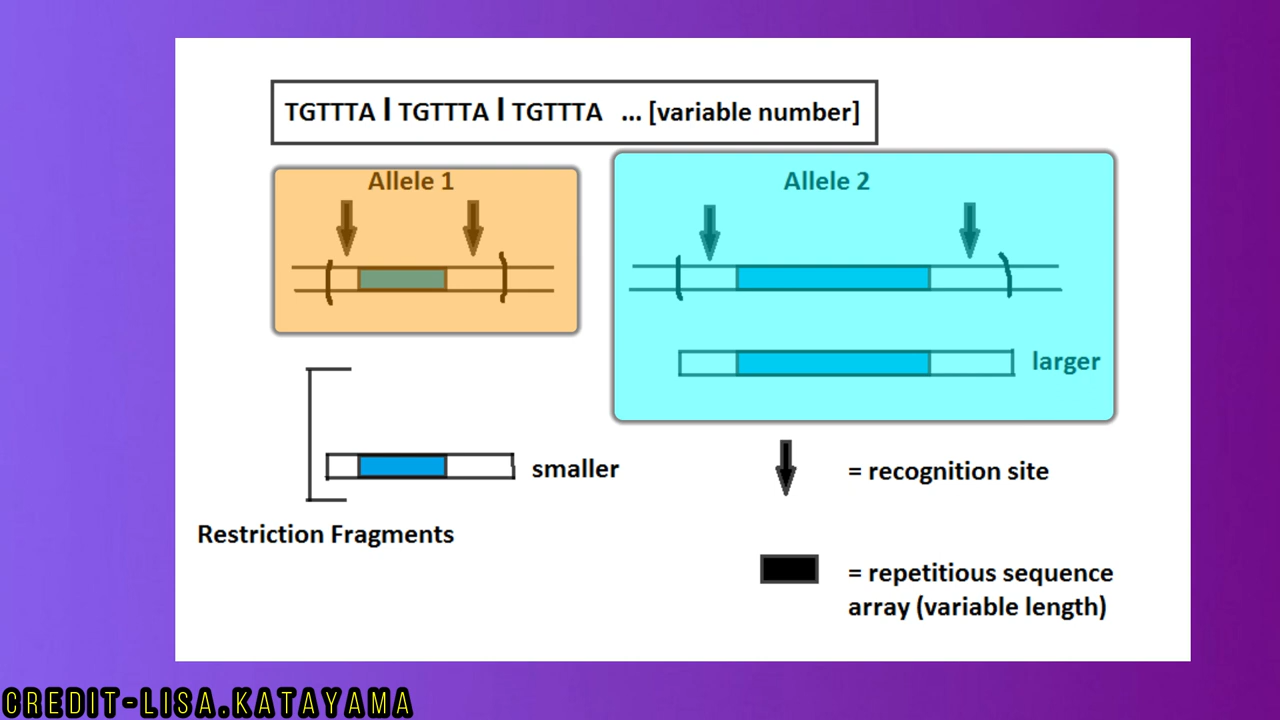 TGTTTA | TGTTTA | TGTTTA ... [variable number]
Allele 1
Allele 2
larger
smaller
= recognition site
Restriction Fragments
= repetitious sequence
array (variable length)
CREDIT-LISA.KATAYAMA